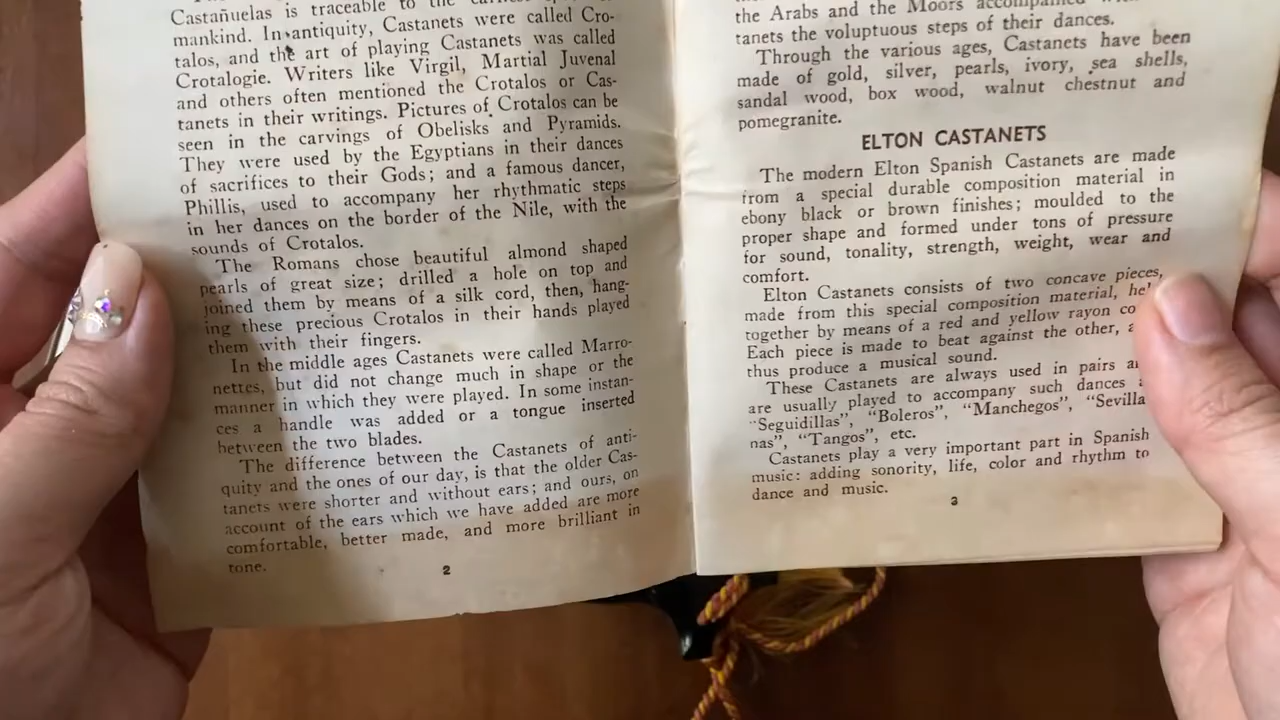 Castañuelas is traceable to the
mankind. In antiquity, Castanets were called Cro-
talos, and the art of playing Castanets was called
Crotalogie. Writers like Virgil, Martial Juvenal
and others often mentioned the Crotalos or Cas-
tanets in their writings. Pictures of Crotalos can be
seen in the carvings of Obelisks and Pyramids.
They were used by the Egyptians in their dances
of sacrifices to their Gods; and a famous dancer,
Phillis, used to accompany her rhythmatic steps
in her dances on the border of the Nile, with the
sounds of Crotalos.
The Romans chose beautiful almond shaped
pearls of great size; drilled a hole on top and
joined them by means of a silk cord, then, hang-
ing these precious Crotalos in their hands played
them with their fingers.
In the middle ages Castanets were called Marro-
nettes, but did not change much in shape or the
manner in which they were played. In some instan-
ces a handle was added or a tongue inserted
between the two blades.
The difference between the Castanets of anti-
quity and the ones of our day, is that the older Cas-
tanets were shorter and without ears; and ours, on
account of the ears which we have added are more
comfortable, better made, and more brilliant in
tone.
2
the Arabs and the Moors accompanied
tanets the voluptuous steps of their dances.
Through the various ages, Castanets have been
made of gold, silver, pearls, ivory, sea shells,
sandal wood, box wood, walnut chestnut and
pomegranite.
ELTON CASTANETS
The modern Elton Spanish Castanets are made
from a special durable composition material in
ebony black or brown finishes; moulded to the
proper shape and formed under tons of pressure
for sound, tonality, strength, weight, wear and
comfort.
Elton Castanets consists of two concave pieces,
made from this special composition material, hel
together by means of a red and yellow rayon co
Each piece is made to beat against the other, a
thus produce a musical sound.
These Castanets are always used in pairs a
are usually played to accompany such dances
"Seguidillas", "Boleros", "Manchegos", "Sevilla
nas", "Tangos", etc.
Castanets play a very important part in Spanish
music: adding sonority, life, color and rhythm to
dance and music.
3